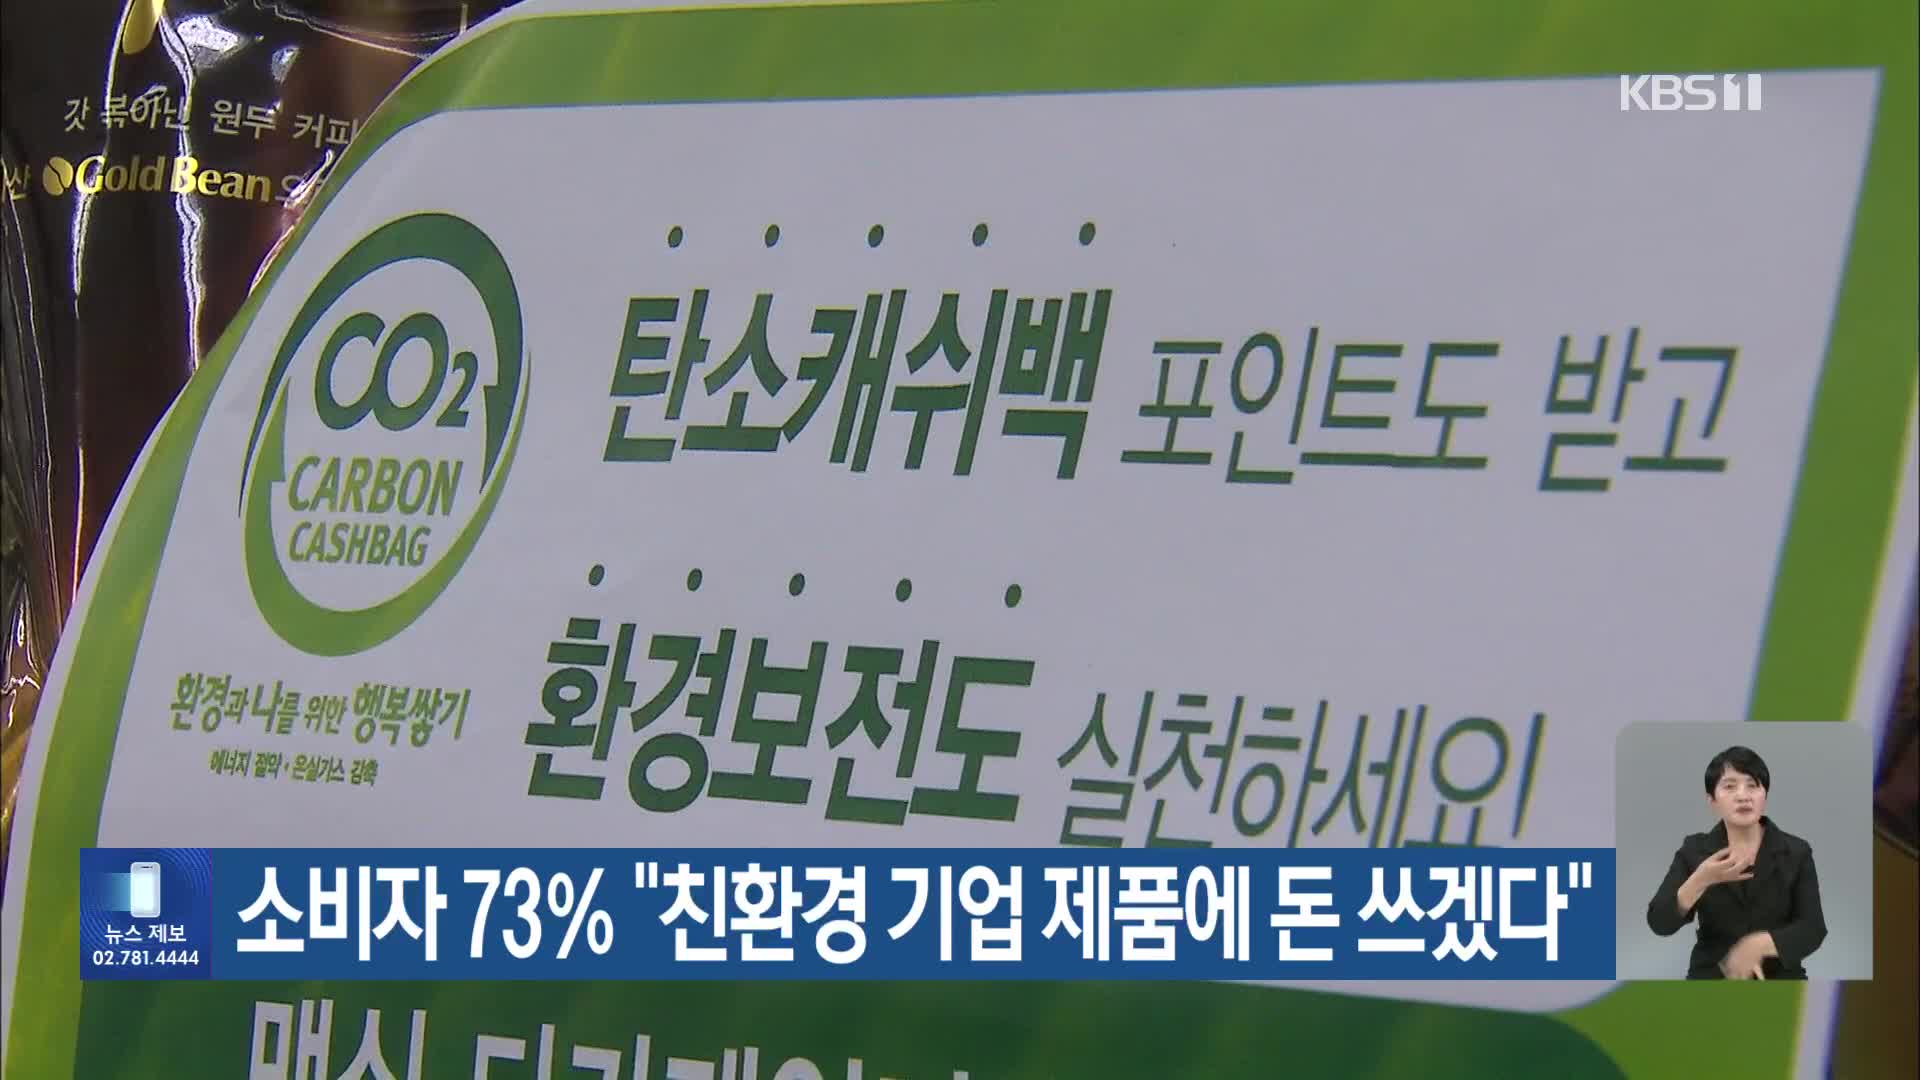 KBS 1
갓 볶아낸 원두 커피
Gold Bean
탄소캐쉬백 포인트도 받고
CO2
CARBON
CASHBAG
환경보전도 실천하세요!
환경과 나를 위한 행복쌓기
에너지 절약·온실가스 감축
소비자 73% "친환경 기업 제품에 돈 쓰겠다"
뉴스 제보
02.781.4444
맥심